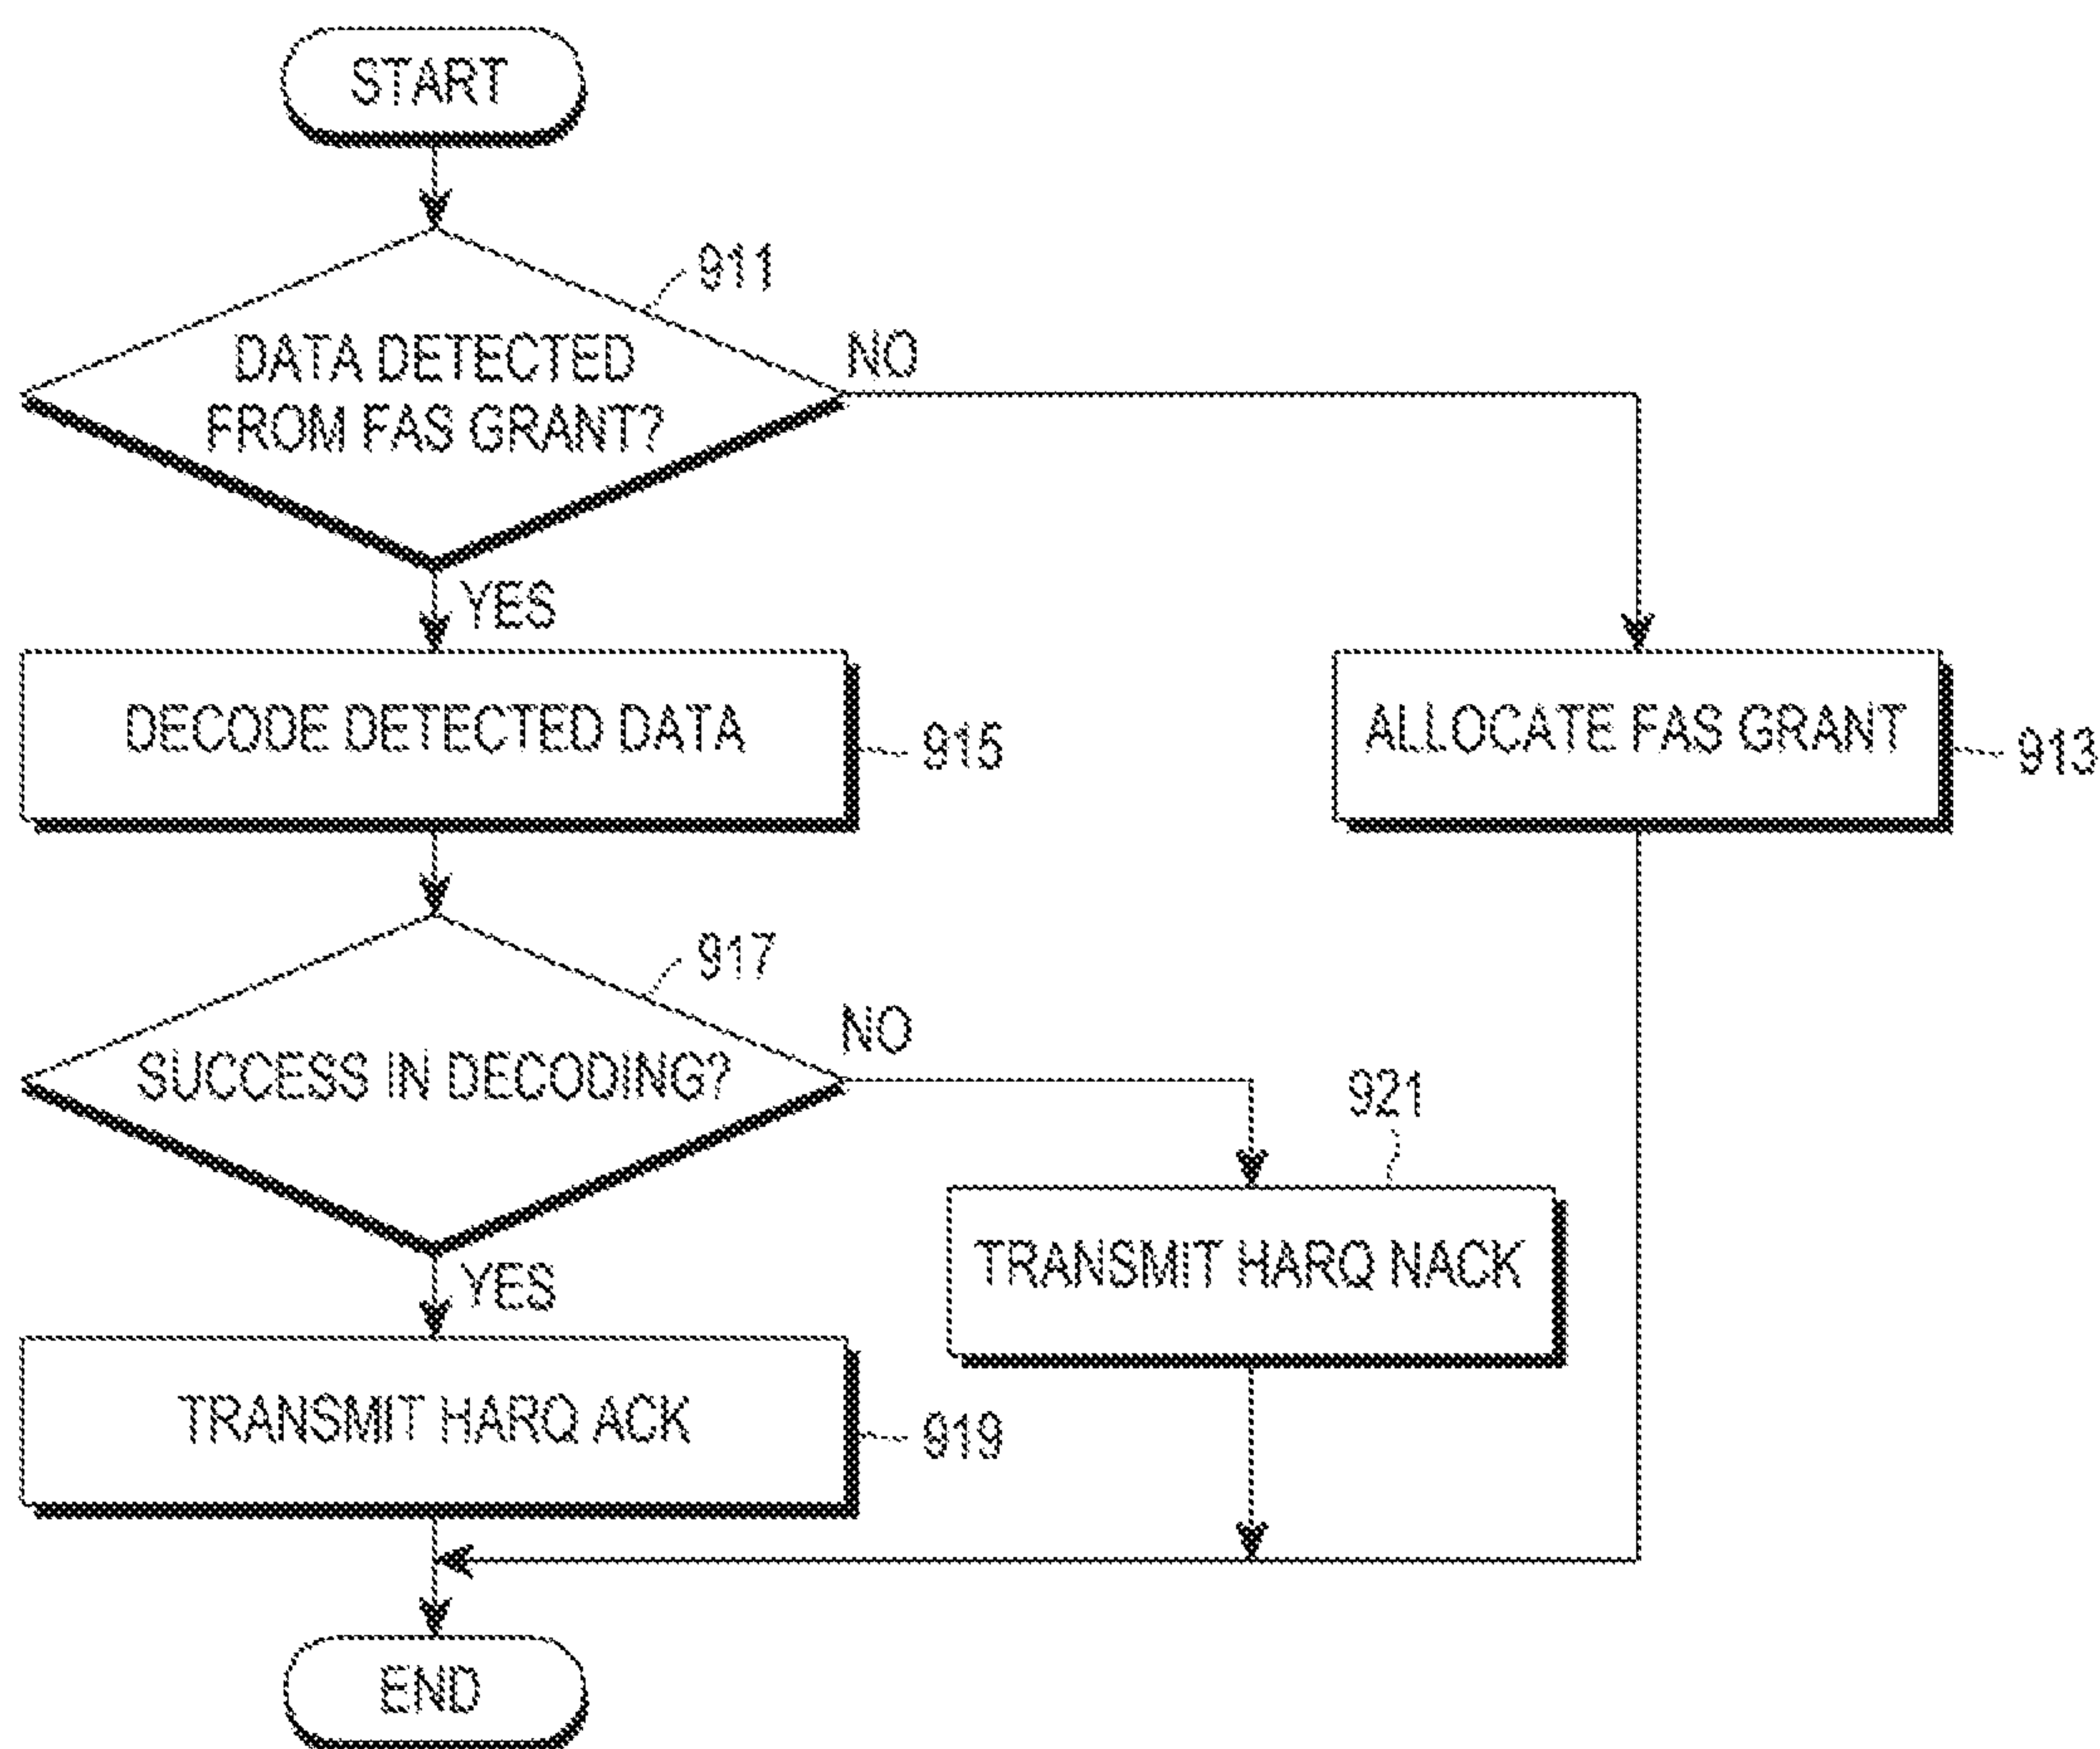 START
911
DATA DETECTED
FROM FAS GRANT?
NO
YES
DECODE DETECTED DATA
915
ALLOCATE FAS GRANT
913
917
SUCCESS IN DECODING?
NO
921
TRANSMIT HARQ NACK
YES
TRANSMIT HARQ ACK
919
END